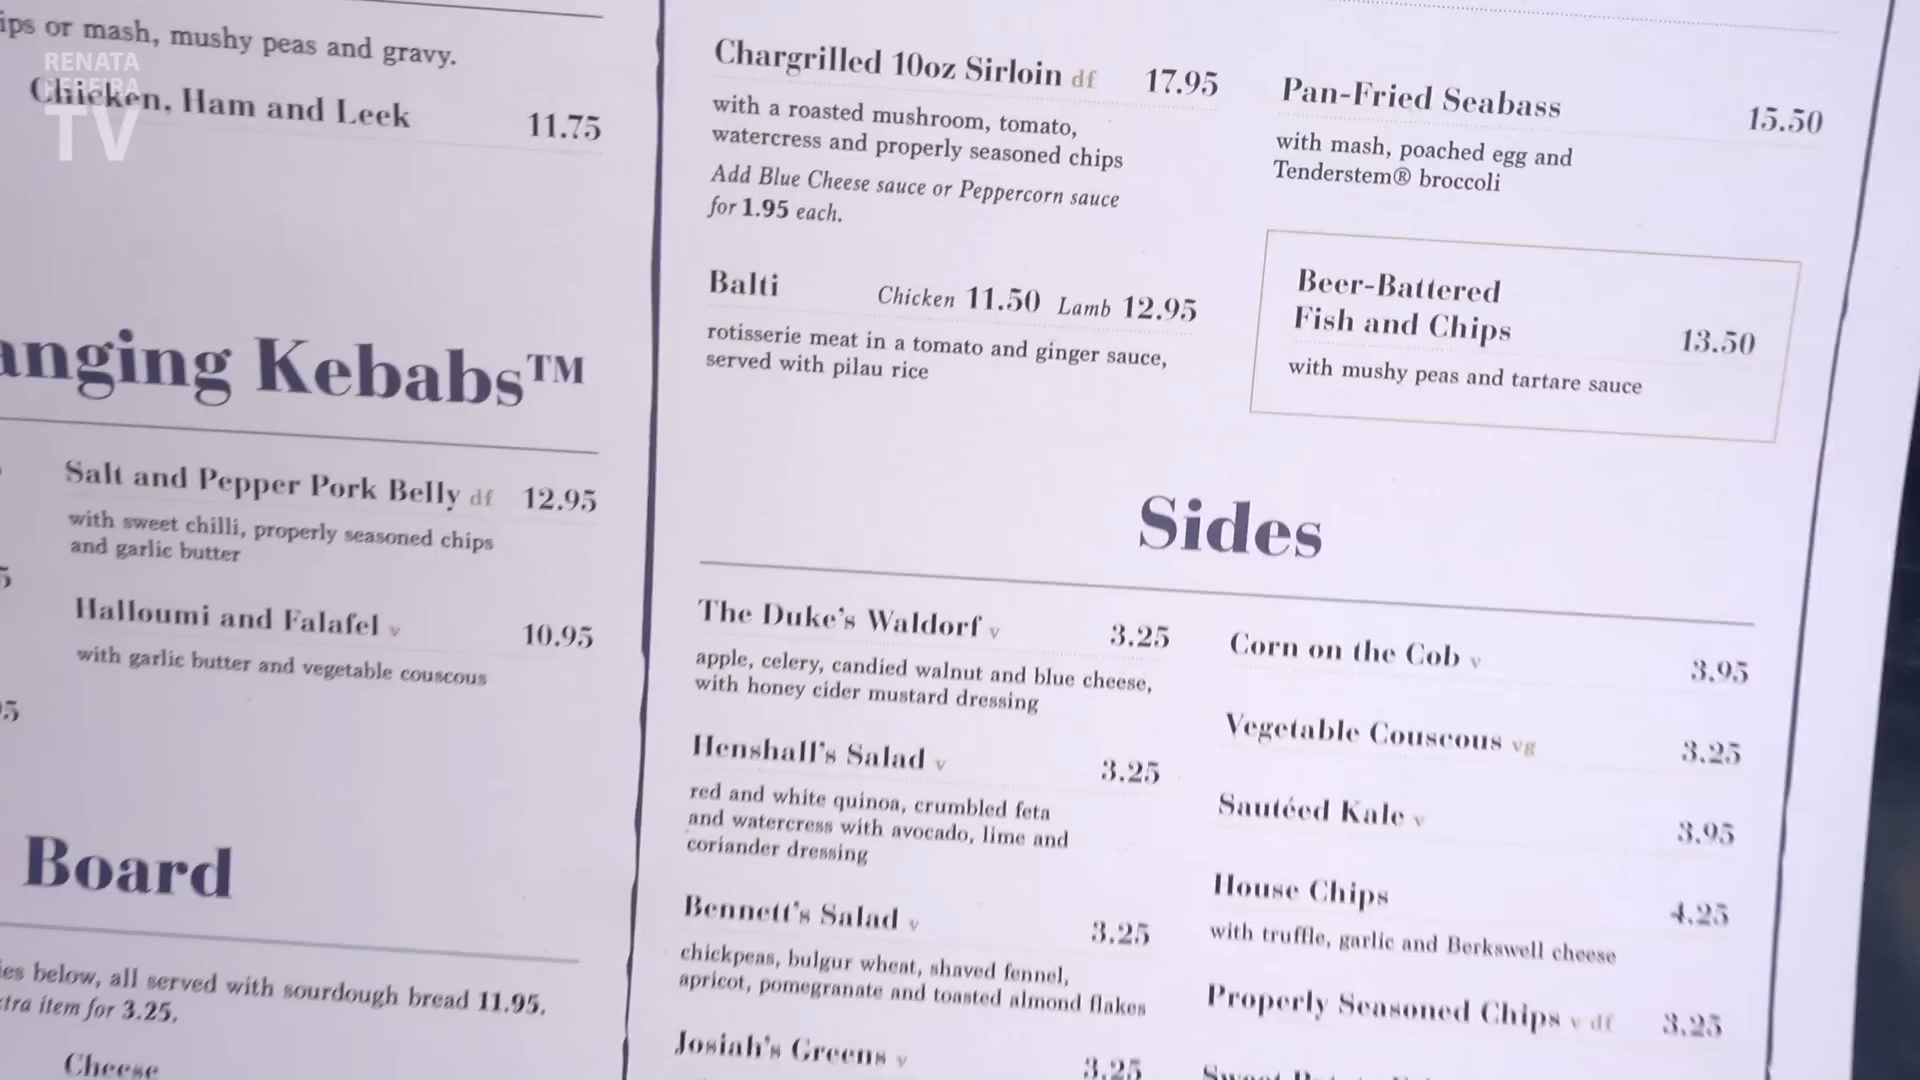 RENATA
PEREIRA
TV
ips or mash, mushy peas and gravy.
Chicken, Ham and Leek 11.75
anging Kebabs™
Salt and Pepper Pork Belly df 12.95
with sweet chilli, properly seasoned chips
and garlic butter
Halloumi and Falafel v 10.95
with garlic butter and vegetable couscous
Board
ies below, all served with sourdough bread 11.95.
xtra item for 3.25.
Cheese
Chargrilled 10oz Sirloin df 17.95
with a roasted mushroom, tomato,
watercress and properly seasoned chips
Add Blue Cheese sauce or Peppercorn sauce
for 1.95 each.
Balti Chicken 11.50 Lamb 12.95
rotisserie meat in a tomato and ginger sauce,
served with pilau rice
Pan-Fried Seabass 15.50
with mash, poached egg and
Tenderstem® broccoli
Beer-Battered
Fish and Chips 13.50
with mushy peas and tartare sauce
Sides
The Duke's Waldorf v 3.25
apple, celery, candied walnut and blue cheese,
with honey cider mustard dressing
Henshall's Salad v 3.25
red and white quinoa, crumbled feta
and watercress with avocado, lime and
coriander dressing
Bennett's Salad v 3.25
chickpeas, bulgur wheat, shaved fennel,
apricot, pomegranate and toasted almond flakes
Josiah's Greens v 3.25
Corn on the Cob v 3.95
Vegetable Couscous vg 3.25
Sautéed Kale v 3.95
House Chips 4.25
with truffle, garlic and Berkswell cheese
Properly Seasoned Chips v df 3.25